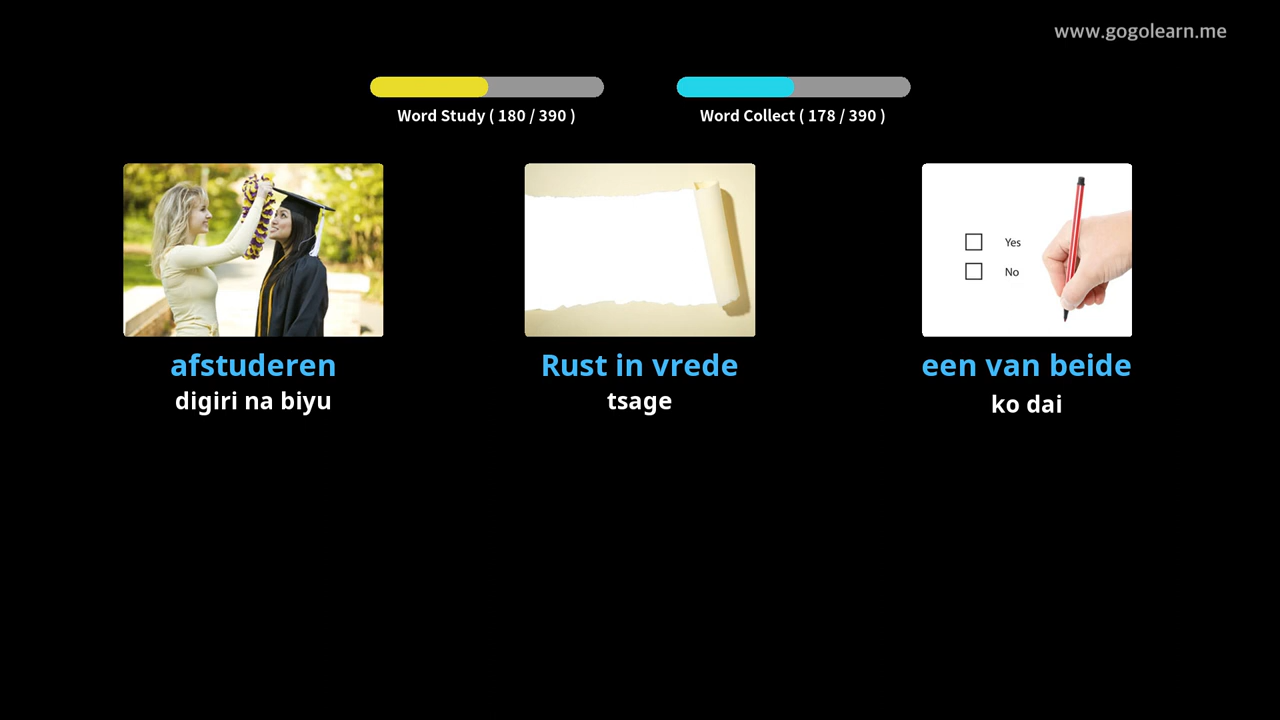 www.gogolearn.me
Word Study ( 180 / 390 )
Word Collect ( 178 / 390 )
Yes
No
afstuderen
Rust in vrede
een van beide
digiri na biyu
tsage
ko dai